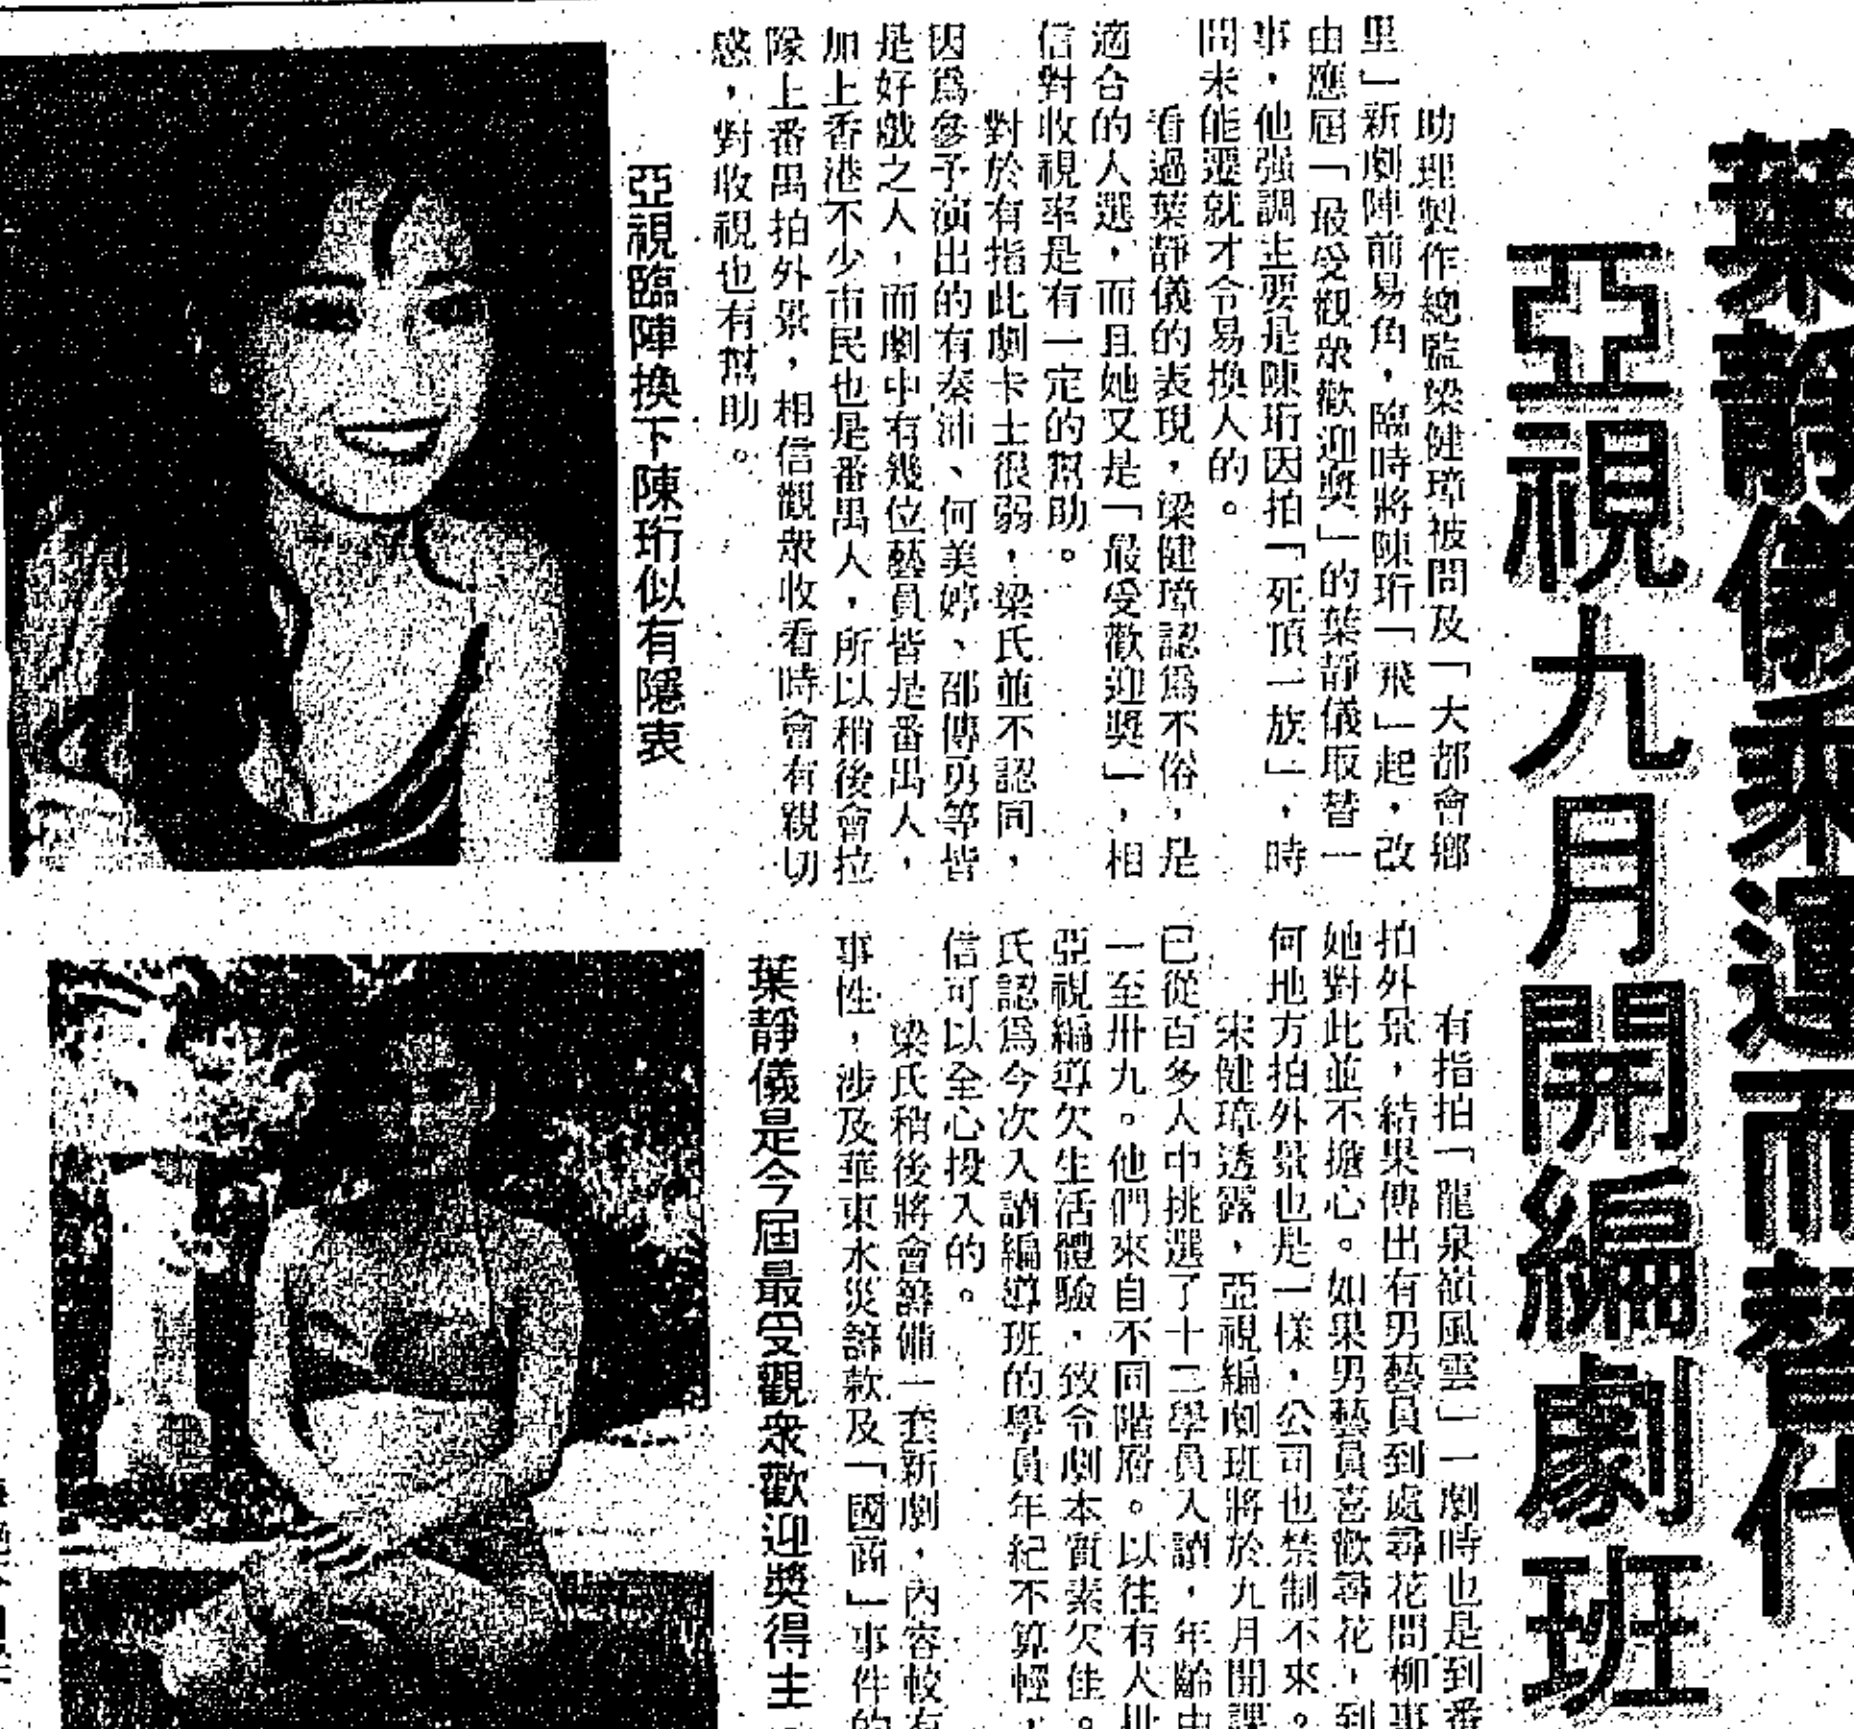 葉靜儀乘運而替代
亞視九月開編劇班
助理製作總監梁健璋被問及「大都會鄉
里」新劇陣前易角，臨時將陳珩「飛」起，改
由應屆「最受觀衆歡迎獎」的葉靜儀取替一
事，他强調主要是陳珩因拍「死頂一族」，時
間未能遷就才令易換人的。
看過葉靜儀的表現，梁健璋認爲不俗，是
適合的人選，而且她又是「最受歡迎獎」，相
信對收視率是有一定的幫助。
對於有指此劇卡士很弱，梁氏並不認同，
因爲參予演出的有秦沛、何美婷、邵傳勇等皆
是好戲之人，而劇中有幾位藝員皆是番禺人，
加上香港不少市民也是番禺人，所以稍後會拉
隊上番禺拍外景，相信觀衆收看時會有親切
感，對收視也有幫助。
亞視臨陣換下陳珩似有隱衷
有指拍「龍泉嶺風雲」一劇時也是到番
拍外景，結果傳出有男藝員到處尋花問柳事
她對此並不擔心。如果男藝員喜歡尋花，到
何地方拍外景也是一樣，公司也禁制不來。
宋健璋透露，亞視編劇班將於九月開課
已從百多人中挑選了十二學員入讀，年齡由
一至卅九。他們來自不同階層。以往有人批
亞視編導欠生活體驗，致令劇本質素欠佳。
氏認爲今次入讀編導班的學員年紀不算輕，
信可以全心投入的。
梁氏稍後將會籌備一套新劇，內容較有
事性，涉及華東水災籌款及「國商」事件的
葉靜儀是今屆最受觀衆歡迎獎得主